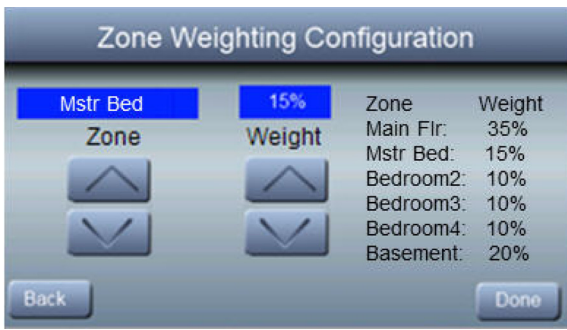 Zone Weighting Configuration
Mstr Bed 15%
Zone Weight
Zone Weight
Main Flr: 35%
Mstr Bed: 15%
Bedroom2: 10%
Bedroom3: 10%
Bedroom4: 10%
Basement: 20%
Back Done